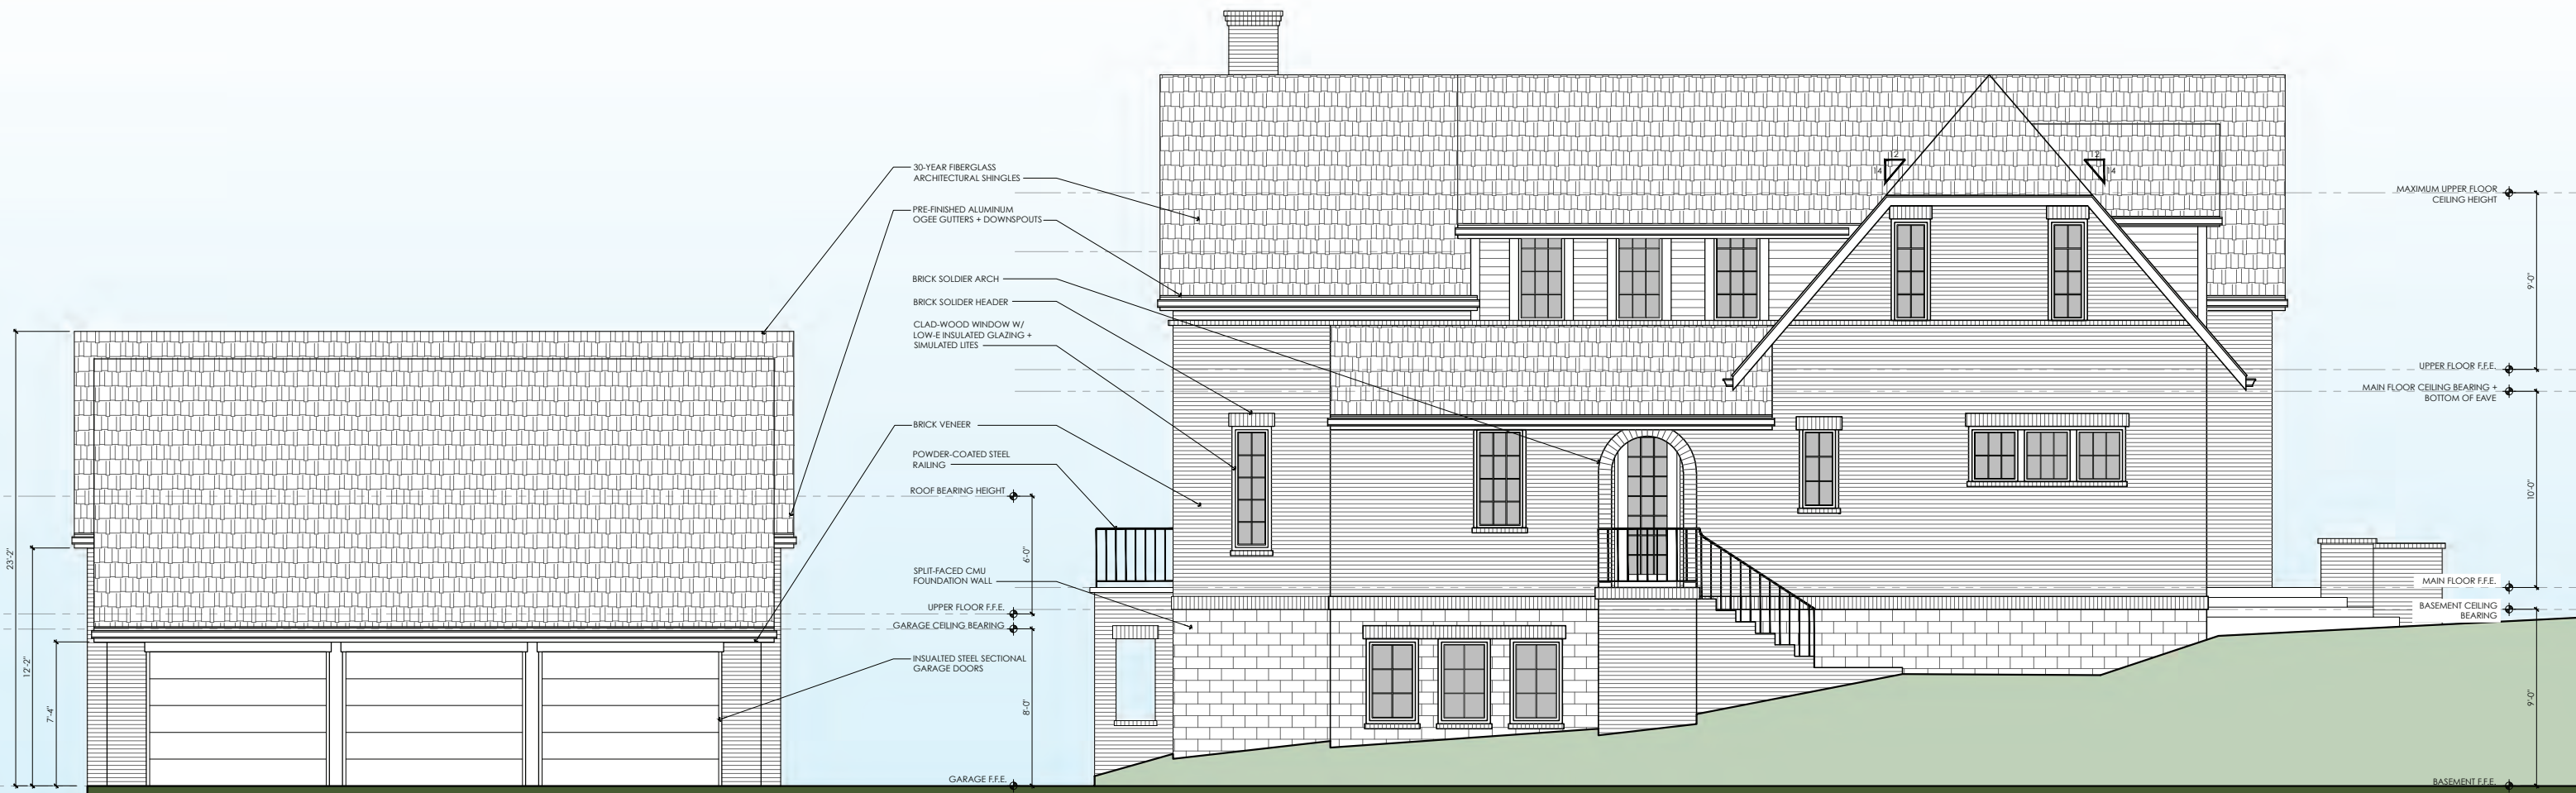 30-YEAR FIBERGLASS
ARCHITECTURAL SHINGLES
PRE-FINISHED ALUMINUM
OGEE GUTTERS + DOWNSPOUTS
BRICK SOLDIER ARCH
BRICK SOLIDER HEADER
CLAD-WOOD WINDOW W/
LOW-E INSULATED GLAZING +
SIMULATED LITES
BRICK VENEER
POWDER-COATED STEEL
RAILING
ROOF BEARING HEIGHT
6'-0"
SPLIT-FACED CMU
FOUNDATION WALL
UPPER FLOOR F.F.E.
GARAGE CEILING BEARING
INSUALTED STEEL SECTIONAL
GARAGE DOORS
8'-0"
GARAGE F.F.E.
23'-2"
12'-2"
7'-4"
12
14
12
14
MAXIMUM UPPER FLOOR
CEILING HEIGHT
9'-0"
UPPER FLOOR F.F.E.
MAIN FLOOR CEILING BEARING +
BOTTOM OF EAVE
10'-0"
MAIN FLOOR F.F.E.
BASEMENT CEILING
BEARING
9'-0"
BASEMENT F.F.E.